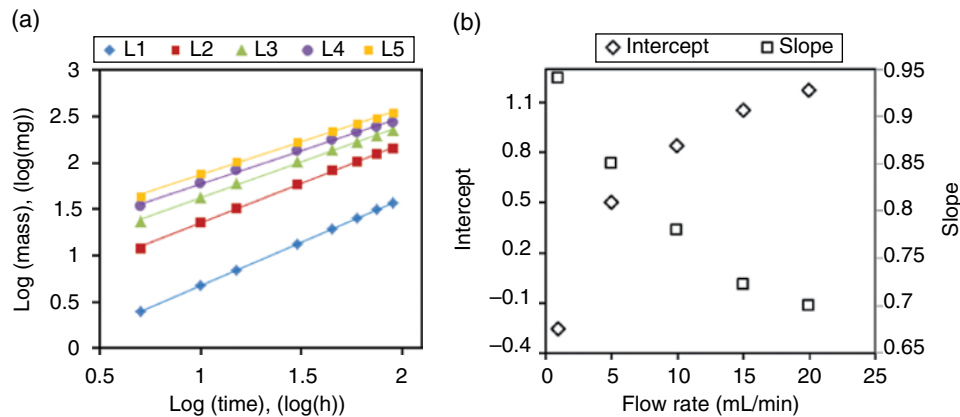 (a)
L1 L2 L3 L4 L5
3
2.5
2
1.5
1
0.5
0
Log (mass), (log(mg))
0.5 1 1.5 2
Log (time), (log(h))
(b)
Intercept Slope
1.1
0.8
0.5
0.2
−0.1
−0.4
Intercept
0.95
0.9
0.85
0.8
0.75
0.7
0.65
Slope
0 5 10 15 20 25
Flow rate (mL/min)